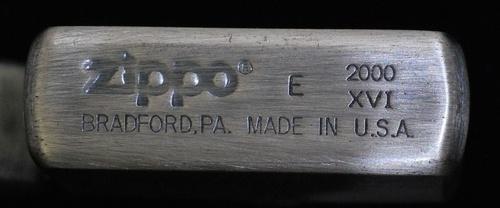 zippo® E 2000
XVI
BRADFORD,PA. MADE IN U.S.A.